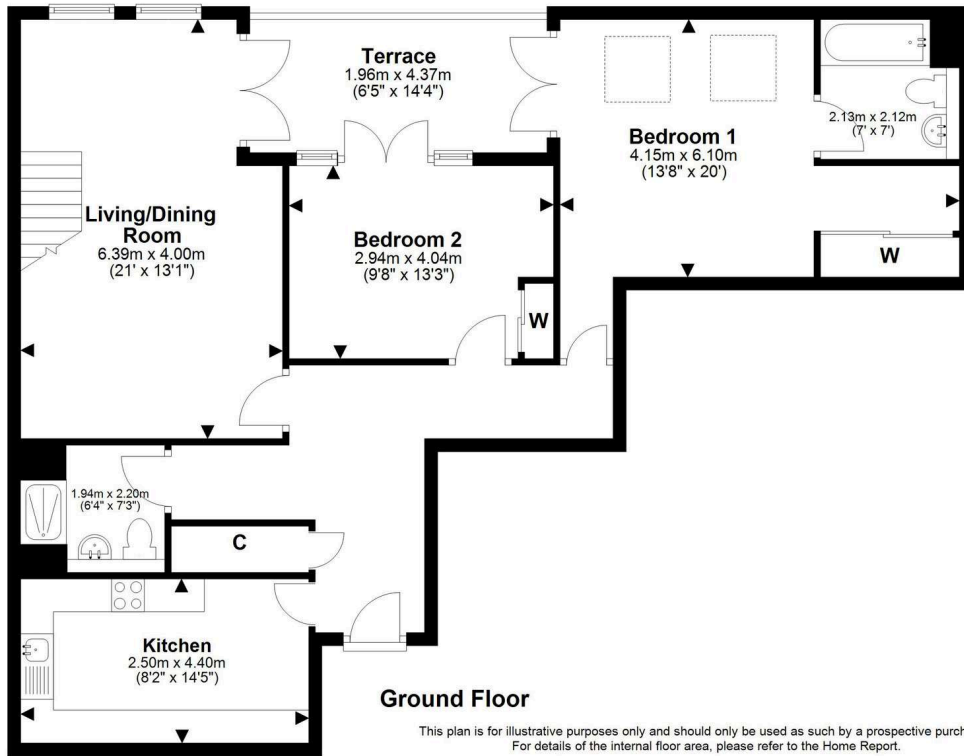 Terrace
1.96m x 4.37m
(6'5" x 14'4")
Bedroom 1
4.15m x 6.10m
(13'8" x 20')
2.13m x 2.12m
(7' x 7')
Living/Dining
Room
6.39m x 4.00m
(21' x 13'1")
Bedroom 2
2.94m x 4.04m
(9'8" x 13'3")
W
W
1.94m x 2.20m
(6'4" x 7'3")
C
Kitchen
2.50m x 4.40m
(8'2" x 14'5")
Ground Floor
This plan is for illustrative purposes only and should only be used as such by a prospective purch
For details of the internal floor area, please refer to the Home Report.